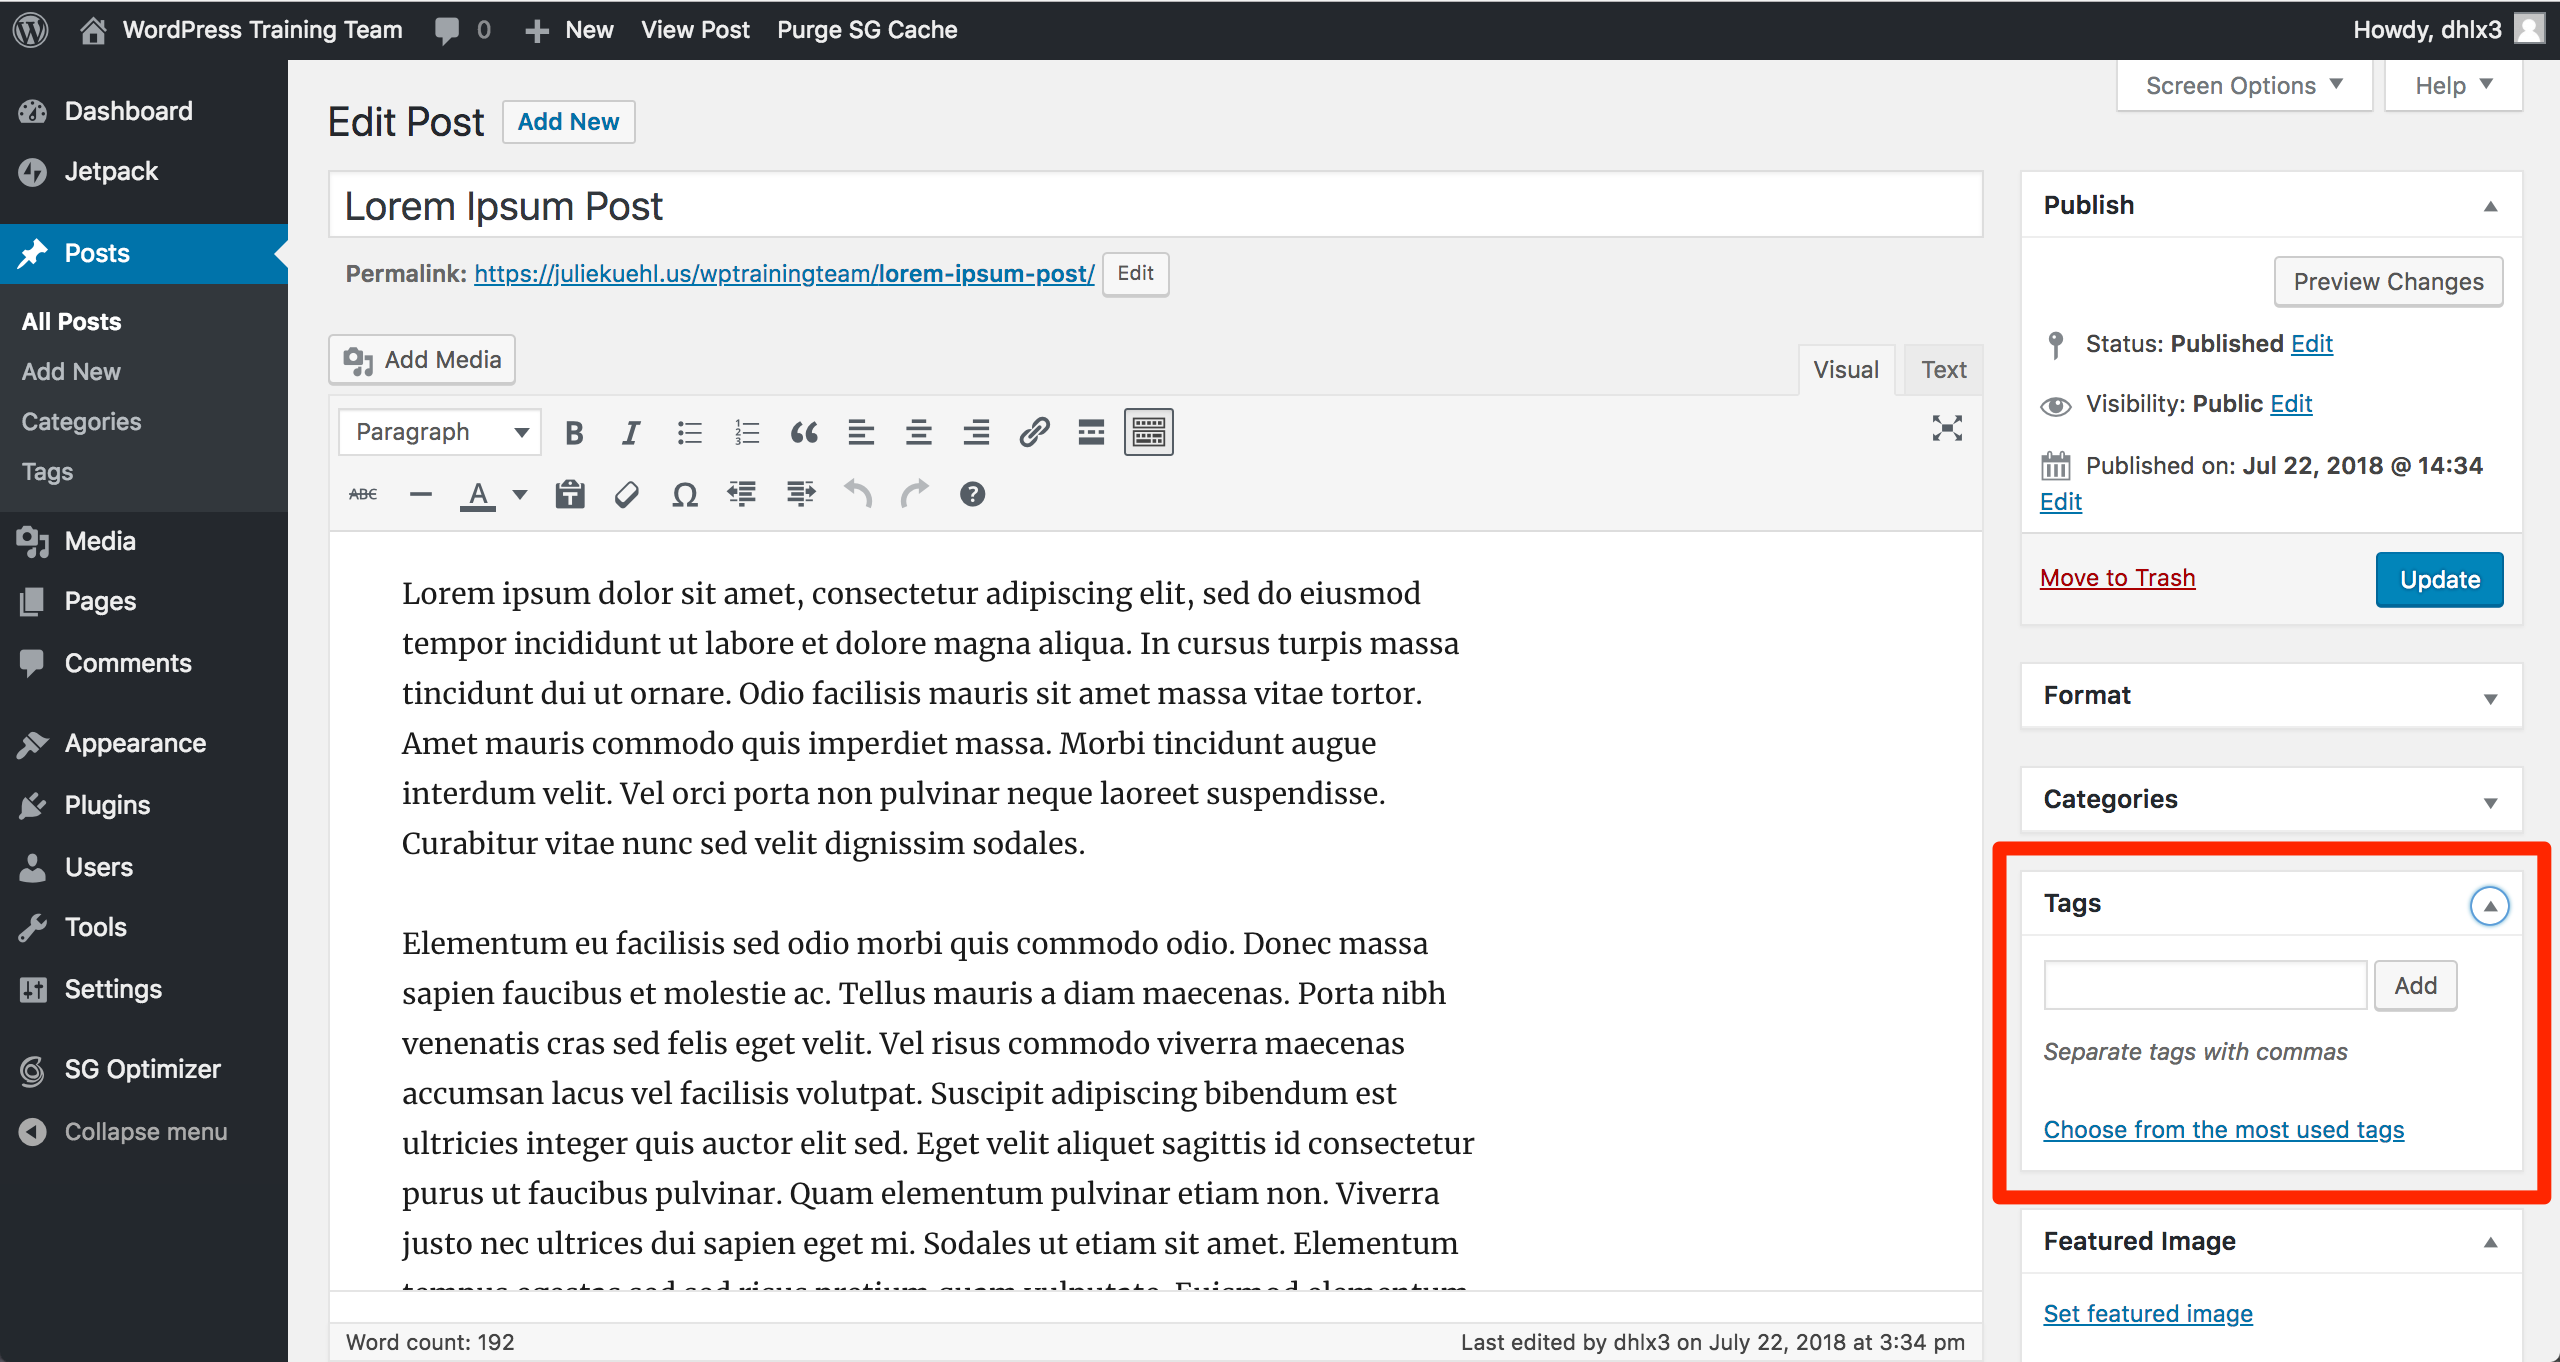 WordPress Training Team 0 New View Post Purge SG Cache Howdy, dhlx3
Dashboard
Jetpack
Posts
All Posts
Add New
Categories
Tags
Media
Pages
Comments
Appearance
Plugins
Users
Tools
Settings
SG Optimizer
Collapse menu
Screen Options Help
Edit Post Add New
Lorem Ipsum Post
Permalink: https://juliekuehl.us/wptrainingteam/lorem-ipsum-post/ Edit
Add Media
Visual Text
Paragraph B I
ABC A
Lorem ipsum dolor sit amet, consectetur adipiscing elit, sed do eiusmod
tempor incididunt ut labore et dolore magna aliqua. In cursus turpis massa
tincidunt dui ut ornare. Odio facilisis mauris sit amet massa vitae tortor.
Amet mauris commodo quis imperdiet massa. Morbi tincidunt augue
interdum velit. Vel orci porta non pulvinar neque laoreet suspendisse.
Curabitur vitae nunc sed velit dignissim sodales.
Elementum eu facilisis sed odio morbi quis commodo odio. Donec massa
sapien faucibus et molestie ac. Tellus mauris a diam maecenas. Porta nibh
venenatis cras sed felis eget velit. Vel risus commodo viverra maecenas
accumsan lacus vel facilisis volutpat. Suscipit adipiscing bibendum est
ultricies integer quis auctor elit sed. Eget velit aliquet sagittis id consectetur
purus ut faucibus pulvinar. Quam elementum pulvinar etiam non. Viverra
justo nec ultrices dui sapien eget mi. Sodales ut etiam sit amet. Elementum
tempus egestas sed sed risus pretium quam vulputate. Euismod elementum
Word count: 192 Last edited by dhlx3 on July 22, 2018 at 3:34 pm
Publish
Preview Changes
Status: Published Edit
Visibility: Public Edit
Published on: Jul 22, 2018 @ 14:34
Edit
Move to Trash Update
Format
Categories
Tags
Add
Separate tags with commas
Choose from the most used tags
Featured Image
Set featured image